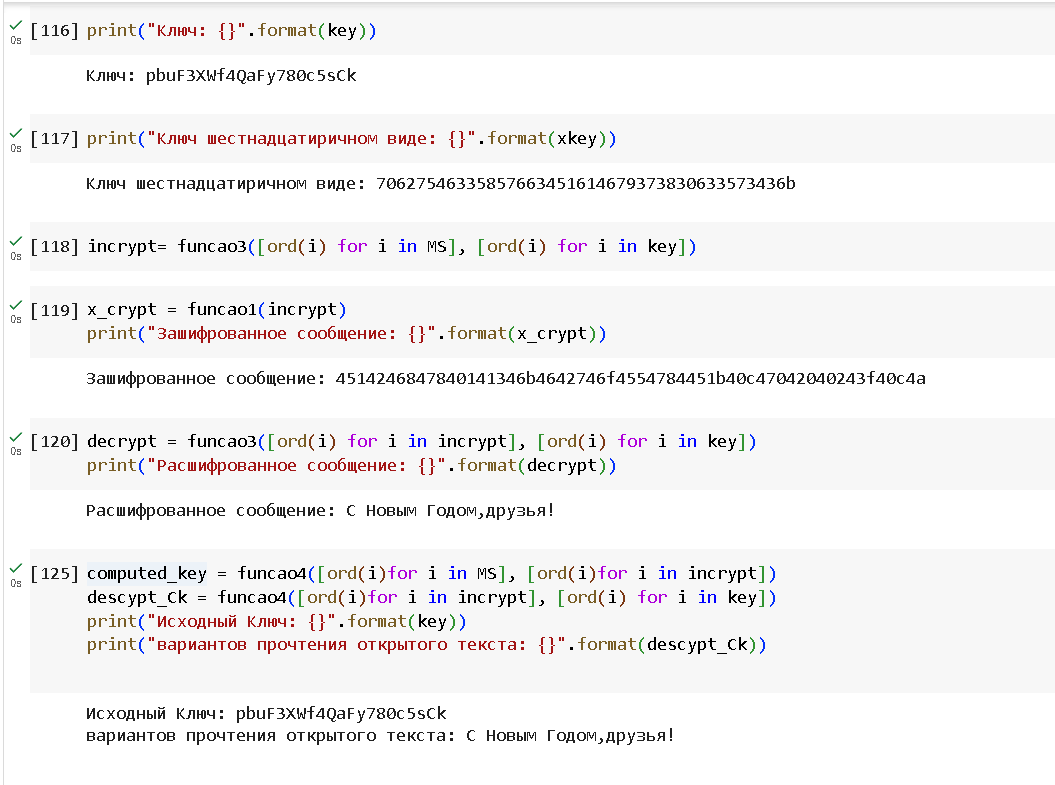 [116] print("Ключ: {}".format(key))
0s
Ключ: pbuF3XWf4QaFy780c5sCk
[117] print("Ключ шестнадцатиричном виде: {}".format(xkey))
0s
Ключ шестнадцатиричном виде: 706275463358576634516146793738306335735436b
[118] incrypt= funcao3([ord(i) for i in MS], [ord(i) for i in key])
0s
[119] x_crypt = funcao1(incrypt)
0s
print("Зашифрованное сообщение: {}".format(x_crypt))
Зашифрованное сообщение: 4514246847840141346b4642746f4554784451b40c47042040243f40c4a
[120] decrypt = funcao3([ord(i) for i in incrypt], [ord(i) for i in key])
0s
print("Расшифрованное сообщение: {}".format(decrypt))
Расшифрованное сообщение: С Новым Годом,друзья!
[125] computed_key = funcao4([ord(i)for i in MS], [ord(i)for i in incrypt])
0s
descypt_Ck = funcao4([ord(i)for i in incrypt], [ord(i) for i in key])
print("Исходный Ключ: {}".format(key))
print("вариантов прочтения открытого текста: {}".format(descypt_Ck))
Исходный Ключ: pbuF3XWf4QaFy780c5sCk
вариантов прочтения открытого текста: С Новым Годом,друзья!